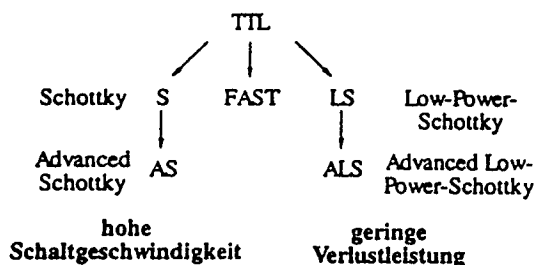 TTL
Schottky S FAST LS Low-Power-
Schottky
Advanced
Schottky AS ALS Advanced Low-
Power-Schottky
hohe
Schaltgeschwindigkeit
geringe
Verlustleistung